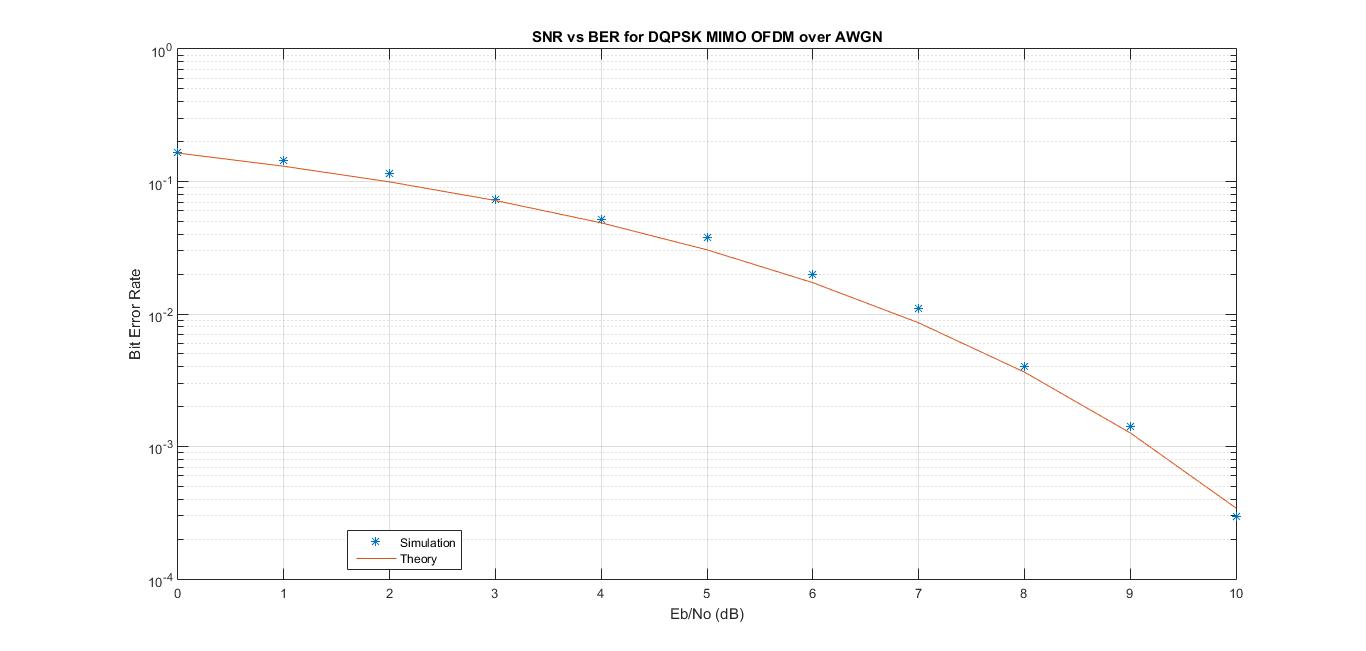 SNR vs BER for DQPSK MIMO OFDM over AWGN
10^0
10^-1
10^-2
10^-3
10^-4
Bit Error Rate
Simulation
Theory
0 1 2 3 4 5 6 7 8 9 10
Eb/No (dB)